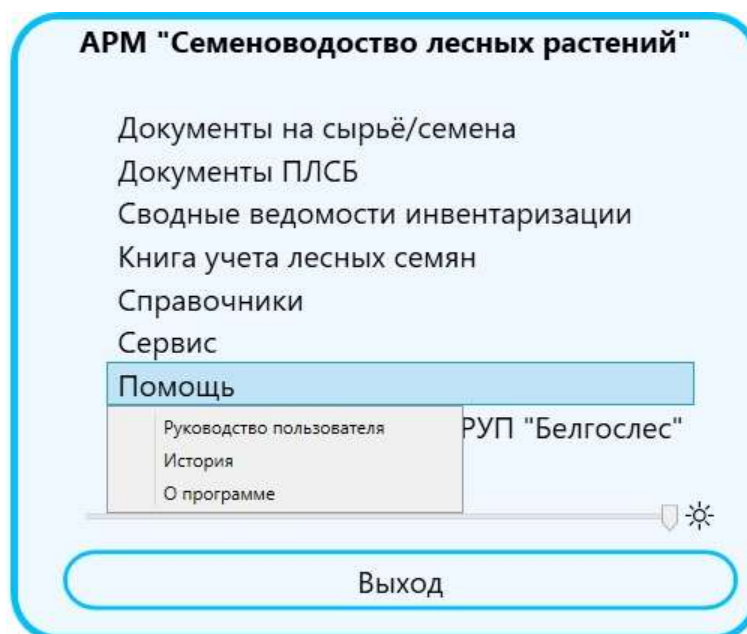 АРМ "Семеноводоство лесных растений"
Документы на сырьё/семена
Документы ПЛСБ
Сводные ведомости инвентаризации
Книга учета лесных семян
Справочники
Сервис
Помощь
Руководство пользователя
РУП "Белгослес"
История
О программе
Выход